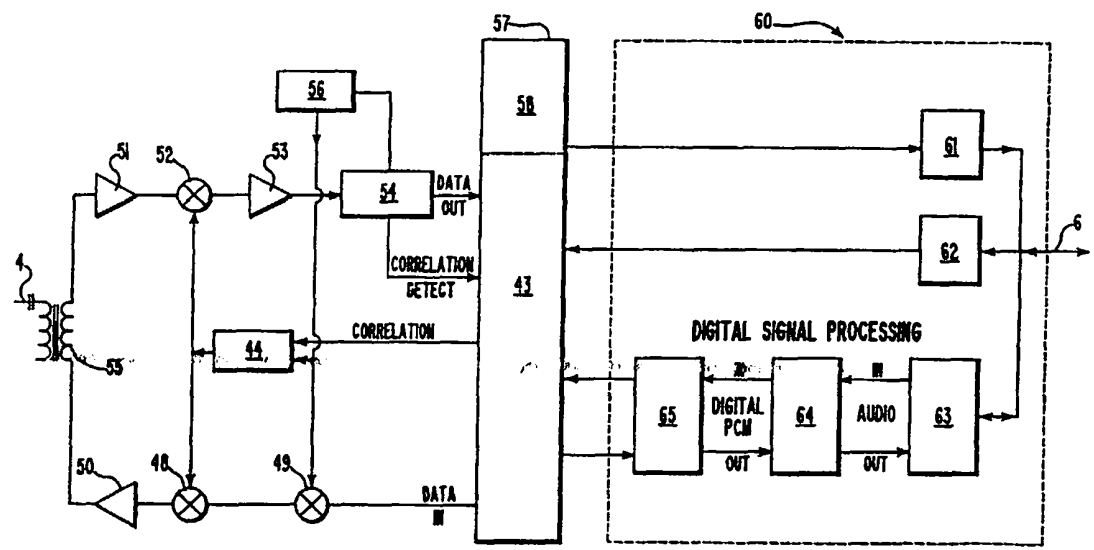 57
60
56
58
51
52
53
61
54
DATA
OUT
4
6
62
CORRELATION
DETECT
43
DIGITAL SIGNAL PROCESSING
CORRELATION
44
55
IN
DIGITAL
PCM
OUT
IN
AUDIO
OUT
65
64
63
50
48
49
DATA
IN